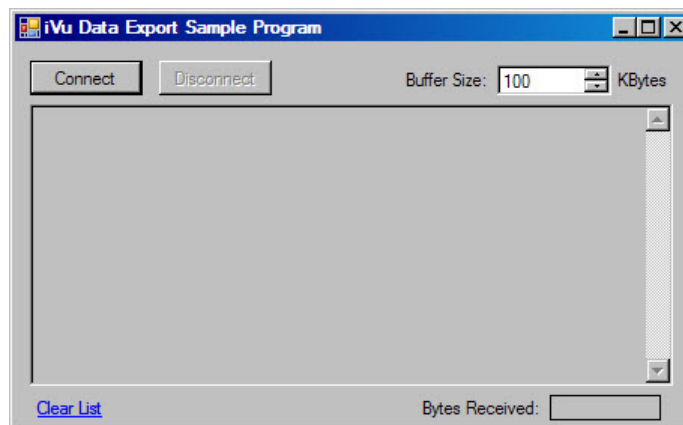 iVu Data Export Sample Program
Connect Disconnect Buffer Size: 100 KBytes
Clear List Bytes Received: